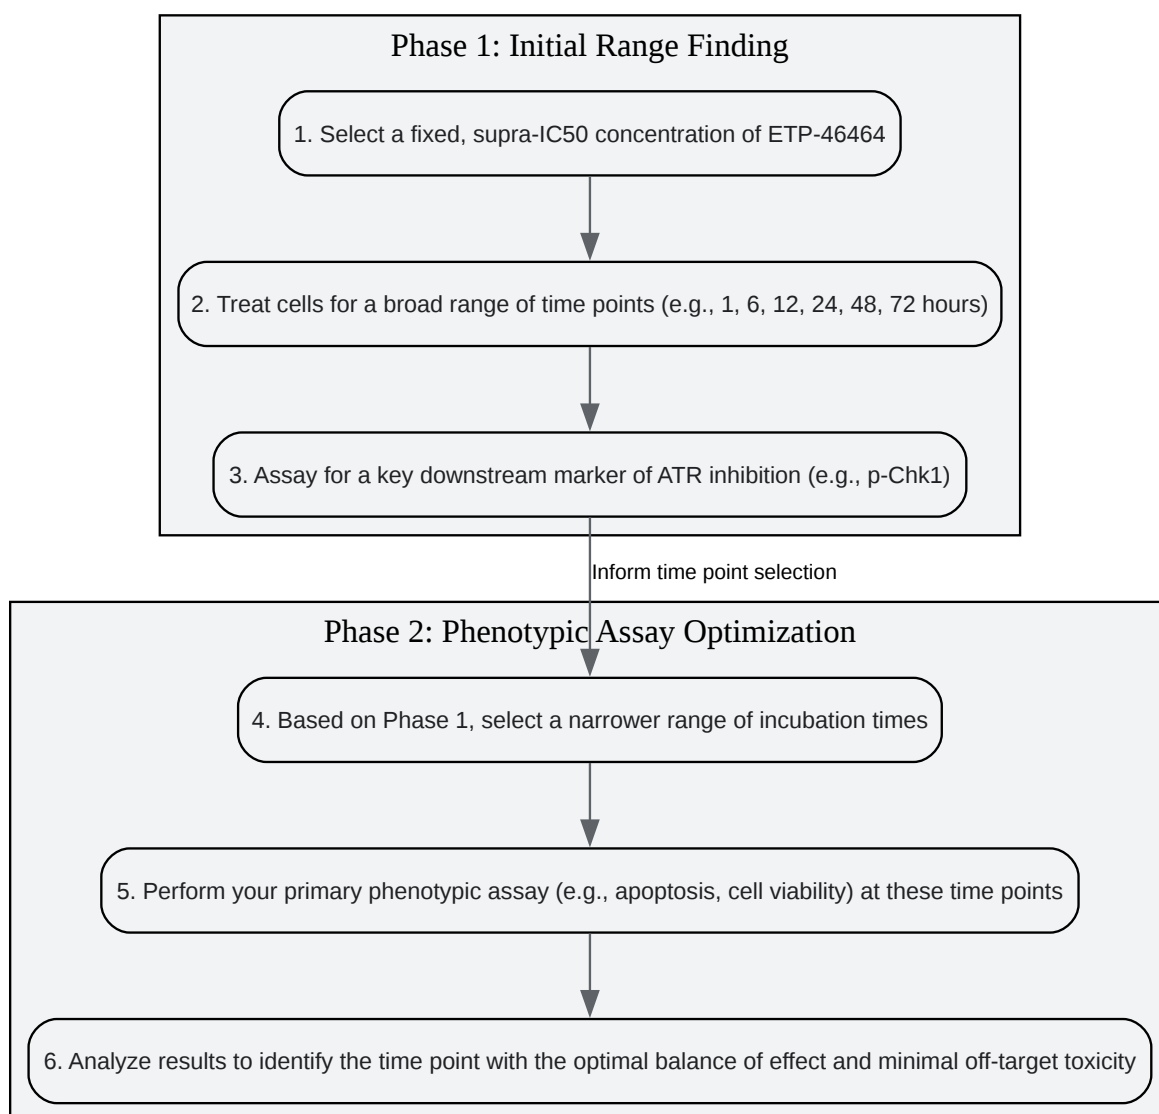 Phase 1: Initial Range Finding
1. Select a fixed, supra-IC50 concentration of ETP-46464
2. Treat cells for a broad range of time points (e.g., 1, 6, 12, 24, 48, 72 hours)
3. Assay for a key downstream marker of ATR inhibition (e.g., p-Chk1)
Inform time point selection
Phase 2: Phenotypic Assay Optimization
4. Based on Phase 1, select a narrower range of incubation times
5. Perform your primary phenotypic assay (e.g., apoptosis, cell viability) at these time points
6. Analyze results to identify the time point with the optimal balance of effect and minimal off-target toxicity